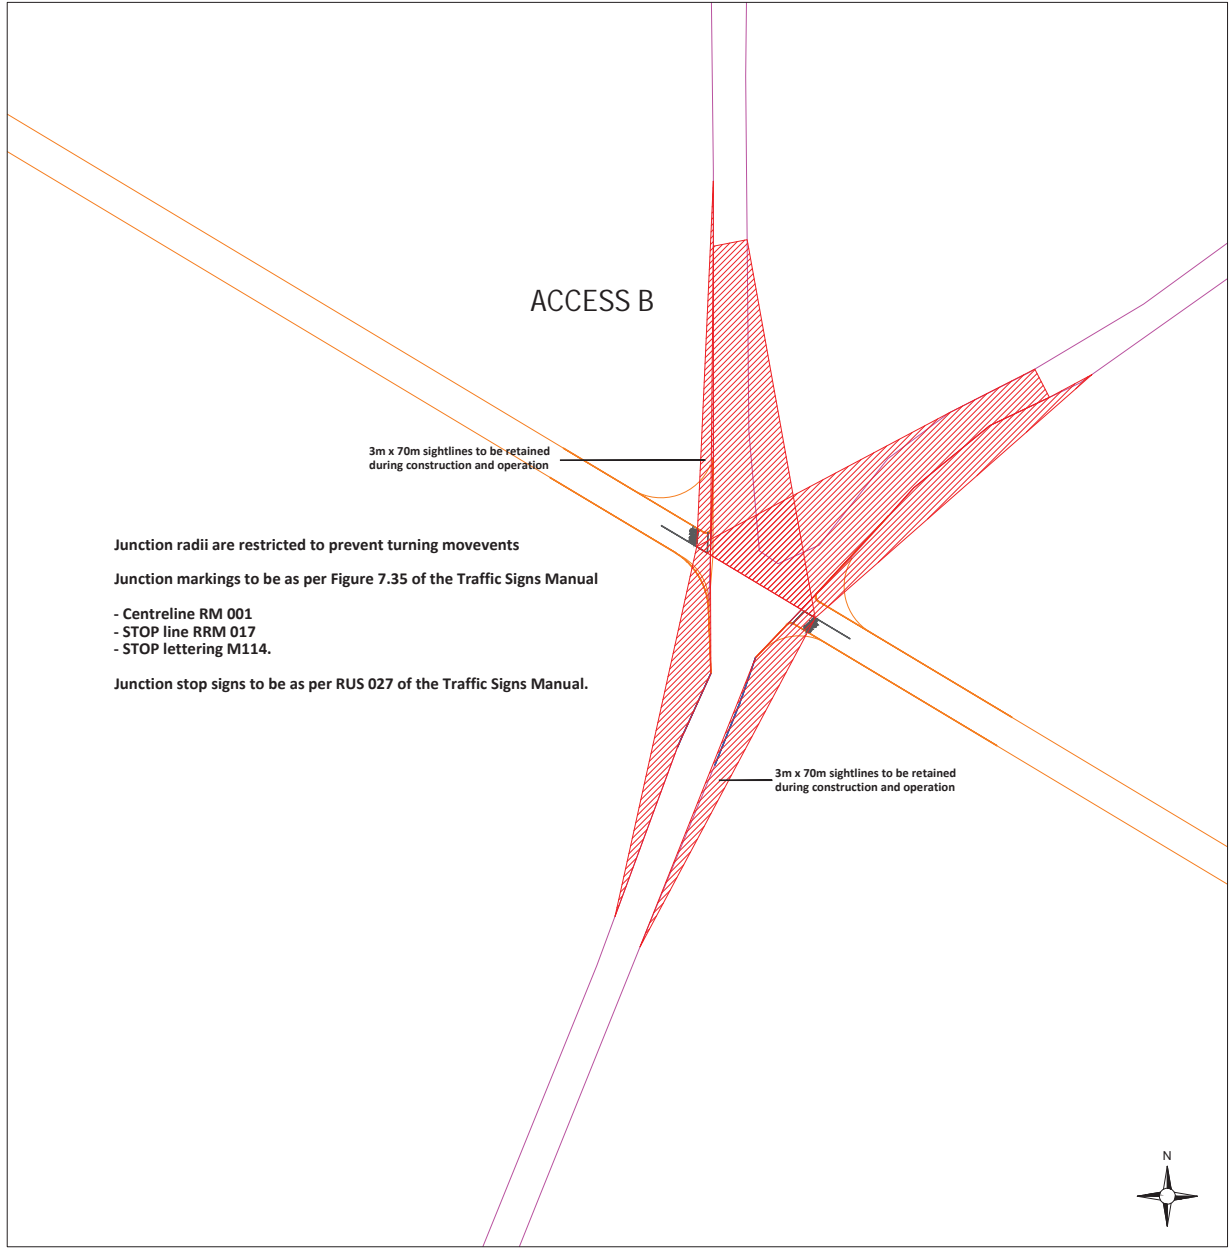 ACCESS B
3m x 70m sightlines to be retained
during construction and operation
Junction radii are restricted to prevent turning movevents
Junction markings to be as per Figure 7.35 of the Traffic Signs Manual
- Centreline RM 001
- STOP line RRM 017
- STOP lettering M114.
Junction stop signs to be as per RUS 027 of the Traffic Signs Manual.
3m x 70m sightlines to be retained
during construction and operation
N